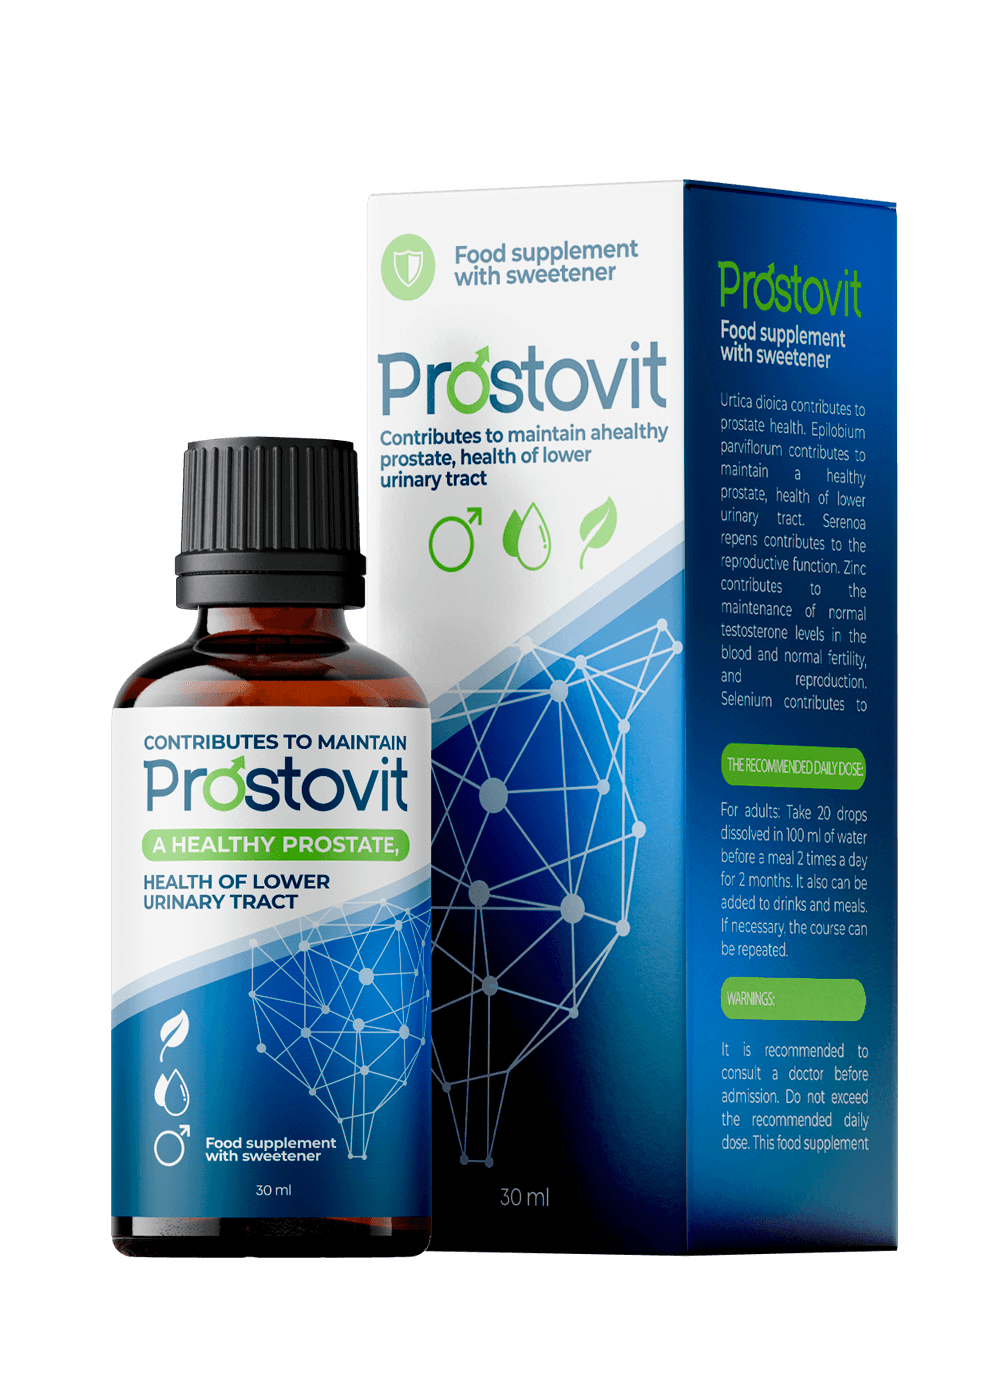 Food supplement
with sweetener
Prostovit
Contributes to maintain ahealthy
prostate, health of lower
urinary tract
30 ml
Prostovit
Food supplement
with sweetener
Urtica dioica contributes to
prostate health. Epilobium
parviflorum contributes to
maintain a healthy
prostate, health of lower
urinary tract. Serenoa
repens contributes to the
reproductive function. Zinc
contributes to the
maintenance of normal
testosterone levels in the
blood and normal fertility,
and reproduction.
Selenium contributes to
THE RECOMMENDED DAILY DOSE:
For adults: Take 20 drops
dissolved in 100 ml of water
before a meal 2 times a day
for 2 months. It also can be
added to drinks and meals.
If necessary, the course can
be repeated.
WARNINGS:
It is recommended to
consult a doctor before
admission. Do not exceed
the recommended daily
dose. This food supplement
CONTRIBUTES TO MAINTAIN
Prostovit
A HEALTHY PROSTATE,
HEALTH OF LOWER
URINARY TRACT
Food supplement
with sweetener
30 ml